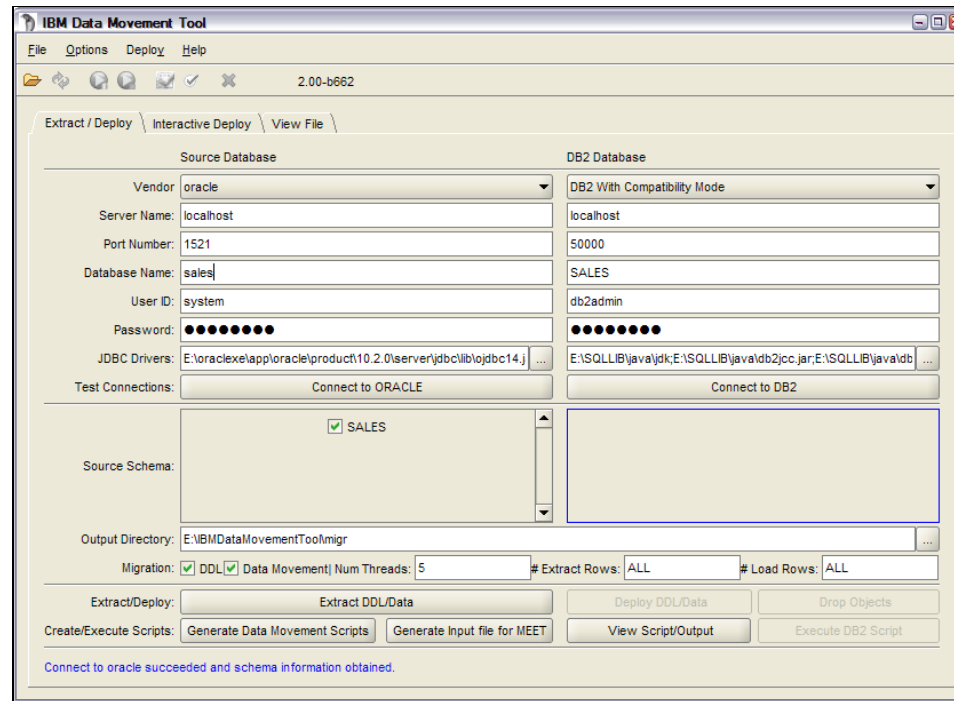 IBM Data Movement Tool
File Options Deploy Help
2.00-b662
Extract / Deploy Interactive Deploy View File
Source Database DB2 Database
Vendor oracle DB2 With Compatibility Mode
Server Name: localhost localhost
Port Number: 1521 50000
Database Name: sales SALES
User ID: system db2admin
Password: ●●●●●●●● ●●●●●●●●
JDBC Drivers: E:\oraclexe\app\oracle\product\10.2.0\server\jdbc\lib\ojdbc14.j ... E:\SQLLIB\java\jdk;E:\SQLLIB\java\db2jcc.jar;E:\SQLLIB\java\db ...
Test Connections: Connect to ORACLE Connect to DB2
SALES
Source Schema:
Output Directory: E:\IBMDataMovementTool\migr ...
Migration: DDL Data Movement| Num Threads: 5 # Extract Rows: ALL # Load Rows: ALL
Extract/Deploy: Extract DDL/Data Deploy DDL/Data Drop Objects
Create/Execute Scripts: Generate Data Movement Scripts Generate Input file for MEET View Script/Output Execute DB2 Script
Connect to oracle succeeded and schema information obtained.